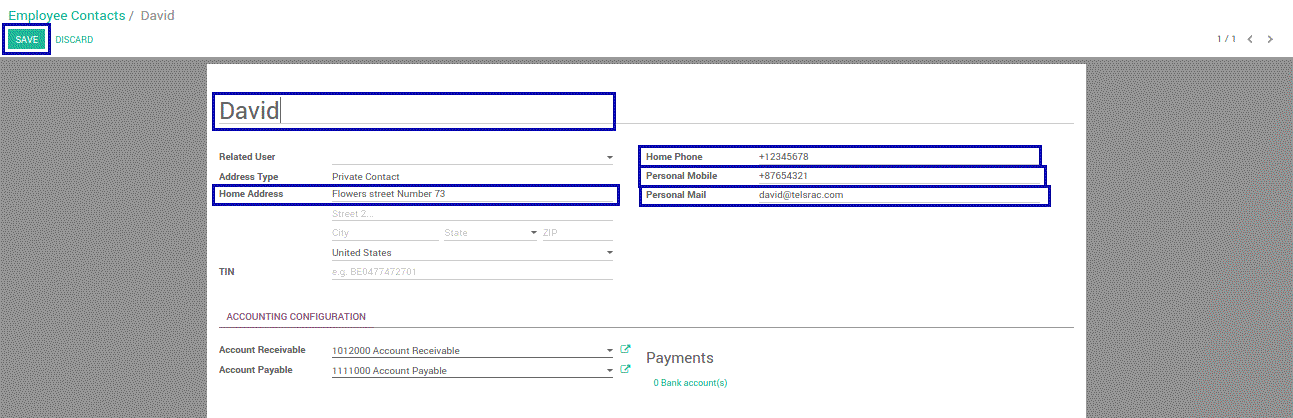 Employee Contacts / David
SAVE DISCARD 1 / 1
David
Related User
Address Type Private Contact
Home Address Flowers street Number 73
Street 2...
City State ZIP
United States
TIN e.g. BE0477472701
Home Phone +12345678
Personal Mobile +87654321
Personal Mail david@telsrac.com
ACCOUNTING CONFIGURATION
Account Receivable 1012000 Account Receivable
Account Payable 1111000 Account Payable
Payments
0 Bank account(s)